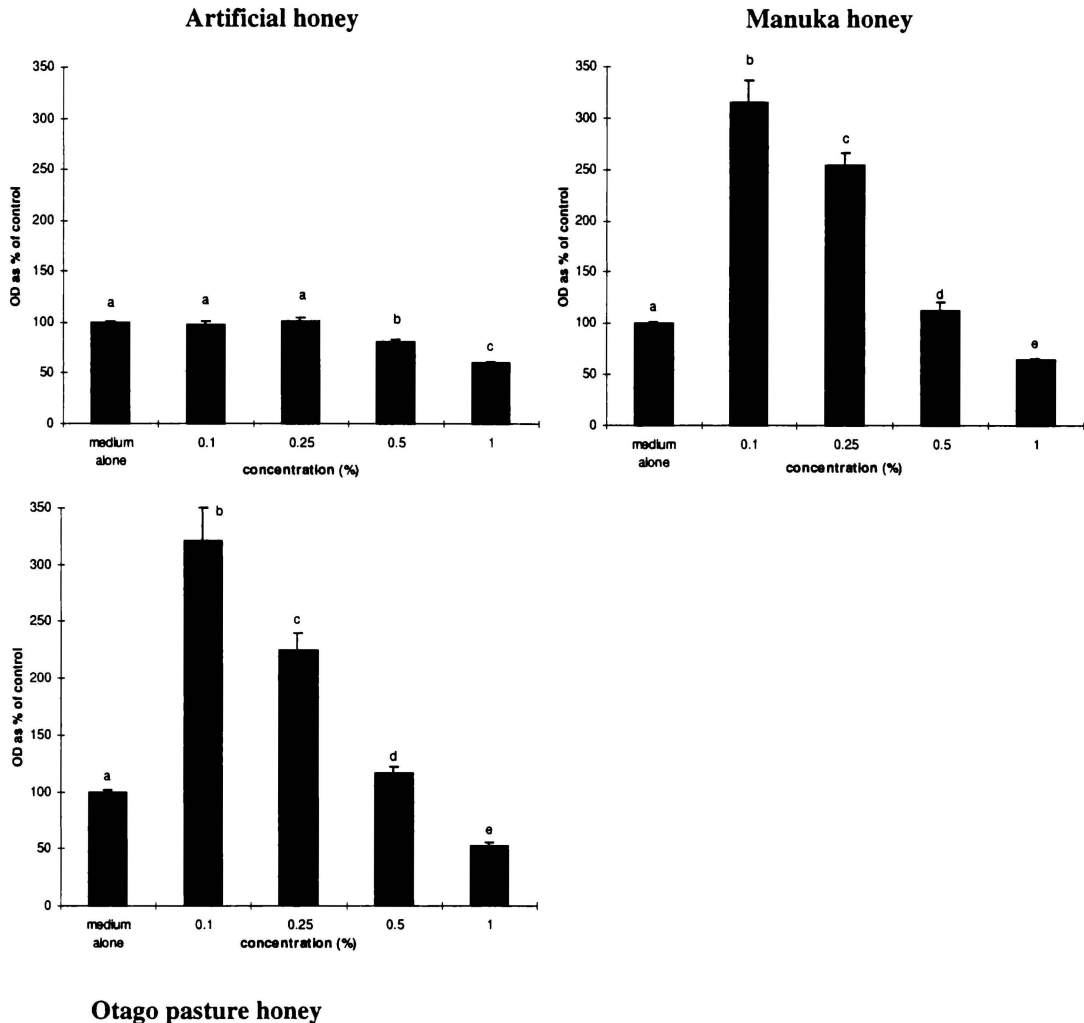 Artificial honey
350
300
250
200
150
100
50
0
OD as % of control
a
a
a
b
c
medium alone
0.1
0.25
0.5
1
concentration (%)
Manuka honey
350
300
250
200
150
100
50
0
OD as % of control
a
b
c
d
e
medium alone
0.1
0.25
0.5
1
concentration (%)
350
300
250
200
150
100
50
0
OD as % of control
a
b
c
d
e
medium alone
0.1
0.25
0.5
1
concentration (%)
Otago pasture honey